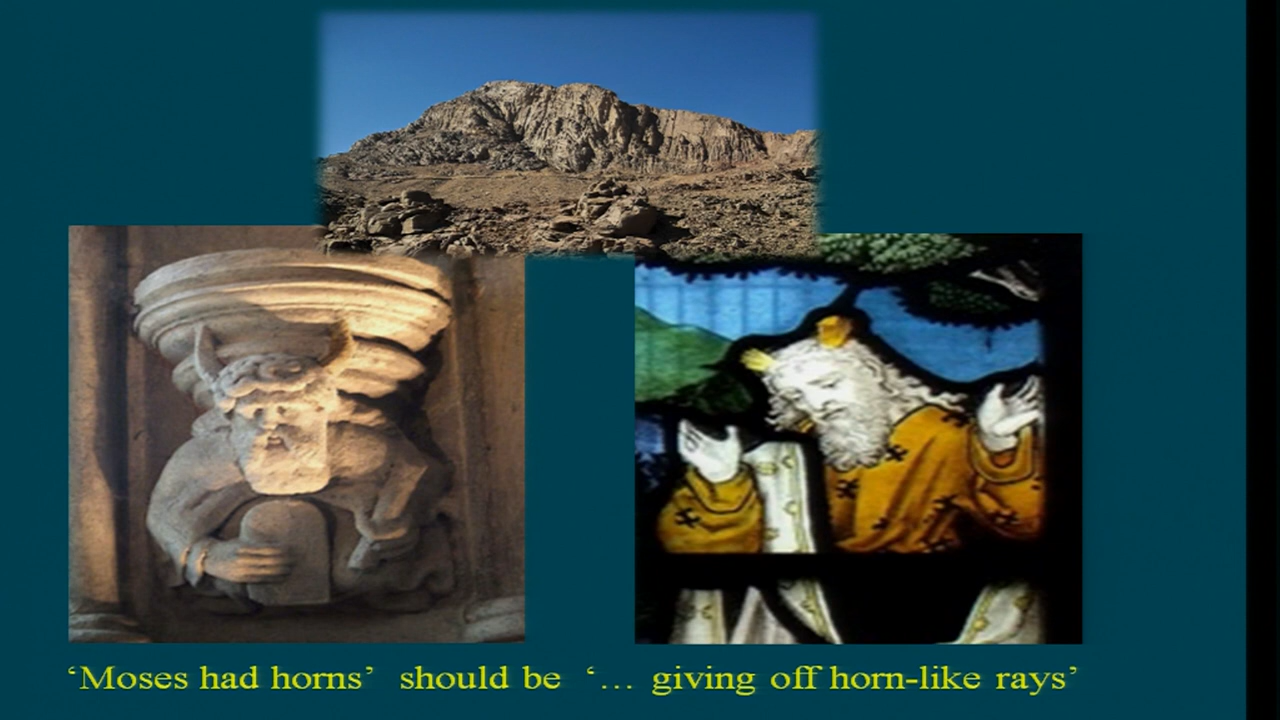 ‘Moses had horns’ should be ‘... giving off horn-like rays’